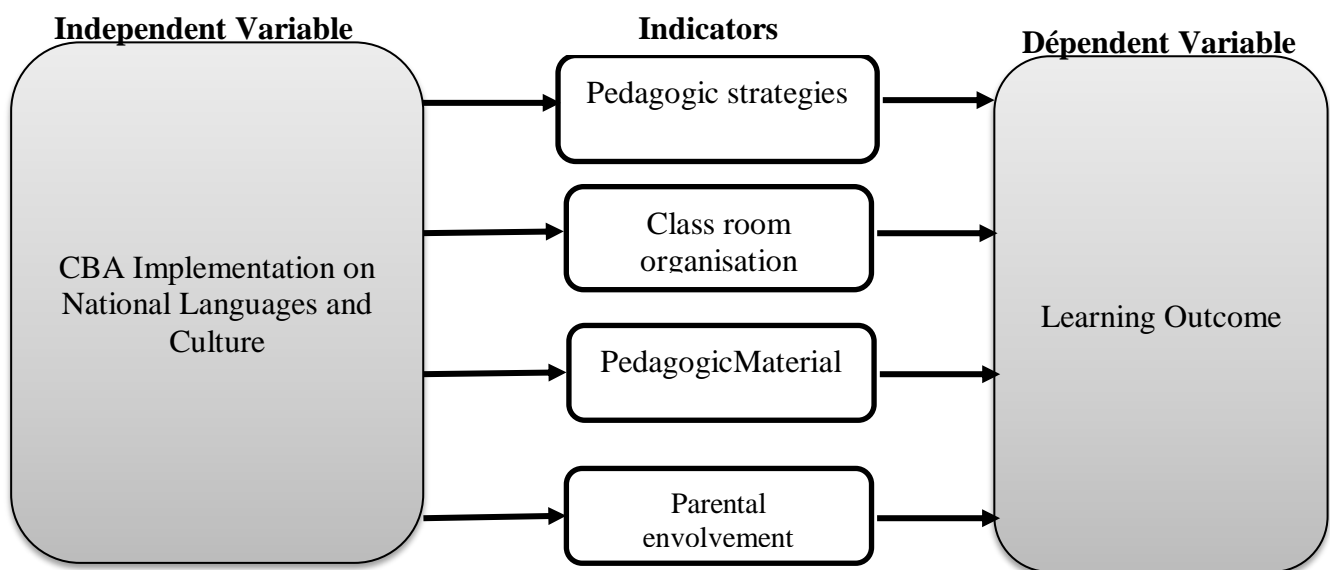 Independent Variable
Indicators
Dépendent Variable
CBA Implementation on
National Languages and
Culture
Pedagogic strategies
Class room
organisation
PedagogicMaterial
Parental
envolvement
Learning Outcome